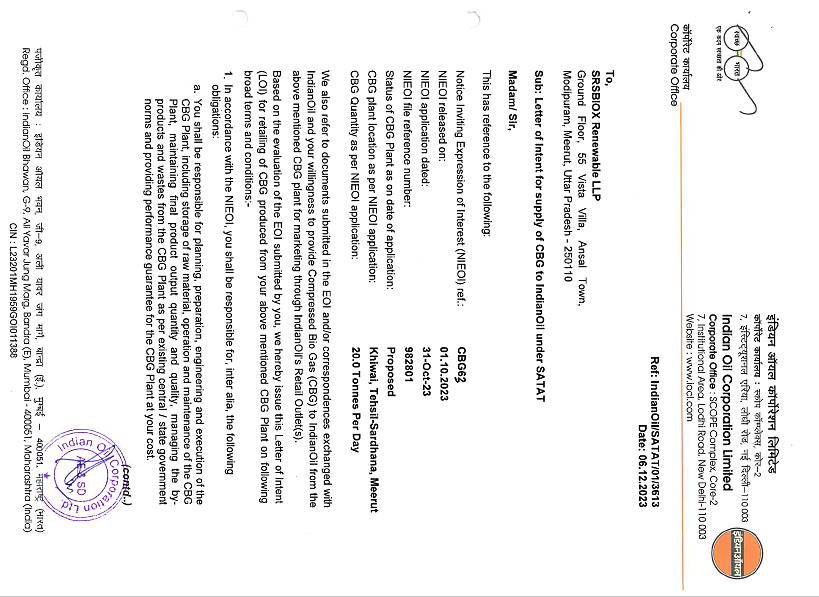 स्वच्छ भारत
एक कदम स्वच्छता की ओर
कॉर्पोरेट कार्यालय
Corporate Office
इंडियन ऑयल कॉर्पोरेशन लिमिटेड
कॉर्पोरेट कार्यालय : स्कोप कॉम्प्लेक्स, कोर-2
7, इंस्टिट्यूशनल एरिया, लोधी रोड, नई दिल्ली-110 003
Indian Oil Corporation Limited
Corporate Office : SCOPE Complex, Core-2
7, Institutional Area, Lodhi Road, New Delhi-110 003
Website : www.iocl.com
इंडियनऑयल
Ref: IndianOil/SATAT/01/3613
Date: 06.12.2023
To,
SRSBIOX Renewable LLP
Ground Floor, 55 Vista Villa, Ansal Town,
Modipuram, Meerut, Uttar Pradesh - 250110
Sub: Letter of Intent for supply of CBG to IndianOil under SATAT
Madam/ Sir,
This has reference to the following:
Notice Inviting Expression of Interest (NIEOI) ref.: CBG62
NIEOI released on: 01.10.2023
NIEOI application dated: 31-Oct-23
NIEOI file reference number: 982801
Status of CBG Plant as on date of application: Proposed
CBG plant location as per NIEOI application: Khiwai, Tehsil-Sardhana, Meerut
CBG Quantity as per NIEOI application: 20.0 Tonnes Per Day
We also refer to documents submitted in the EOI and/or correspondences exchanged with
IndianOil and your willingness to provide Compressed Bio Gas (CBG) to IndianOil from the
above mentioned CBG plant for marketing through IndianOil's Retail Outlet(s).
Based on the evaluation of the EOI submitted by you, we hereby issue this Letter of Intent
(LOI) for retailing of CBG produced from your above mentioned CBG Plant on following
broad terms and conditions:-
1. In accordance with the NIEOI, you shall be responsible for, inter alia, the following
obligations:
a. You shall be responsible for planning, preparation, engineering and execution of the
CBG Plant, including storage of raw material, operation and maintenance of the CBG
Plant, maintaining final product output quantity and quality, managing the by-
products and wastes from the CBG Plant as per existing central / state government
norms and providing performance guarantee for the CBG Plant at your cost.
(contd..)
Indian Oil Corporation Ltd.
AE & SD
पंजीकृत कार्यालय : इंडियन ऑयल भवन, जी-9, अली यावर जंग मार्ग, बान्द्रा (ई.), मुम्बई - 400051, महाराष्ट्र (भारत)
Regd. Office : IndianOil Bhawan, G-9, Ali Yavar Jung Marg, Bandra (E), Mumbai - 400051, Maharashtra (India)
CIN : L23201MH1959GOI011388